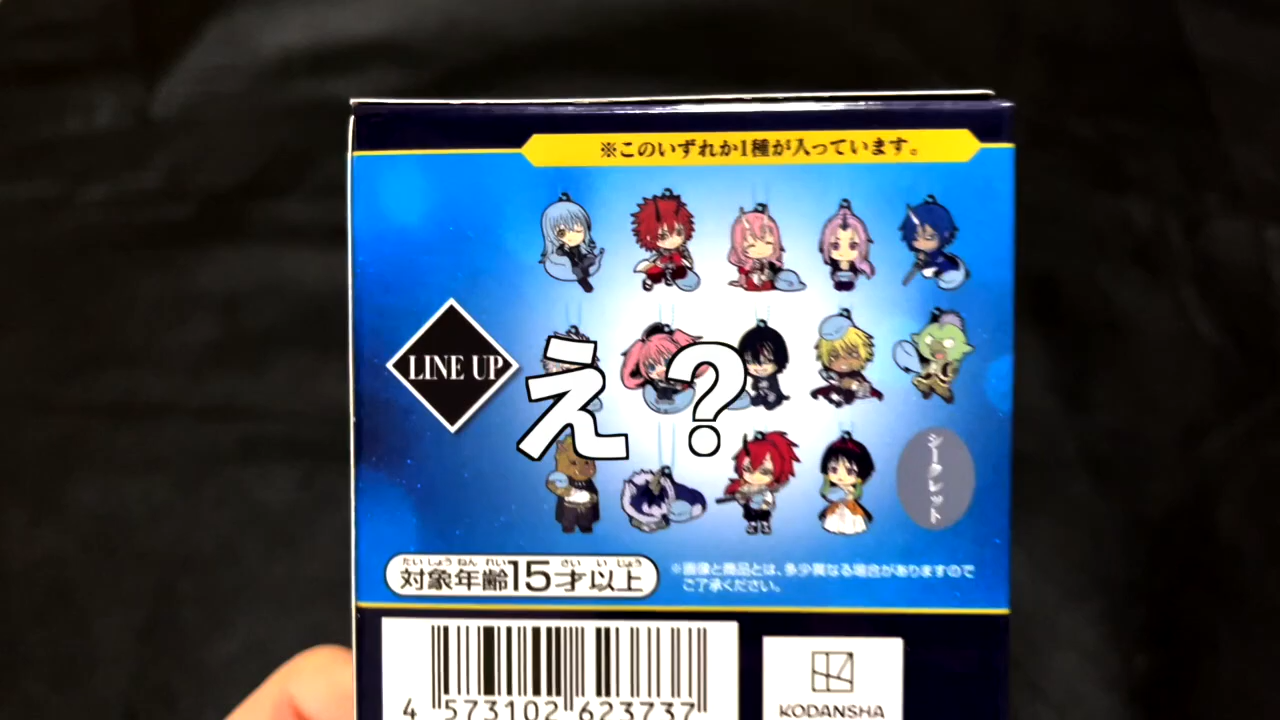 ※このいずれか1種が入っています。
LINE UP
え?
シークレット
たいしょうねんれい さいいじょう
対象年齢15才以上
※画像と商品とは、多少異なる場合がありますので
ご了承ください。
4 573102 623737
KODANSHA